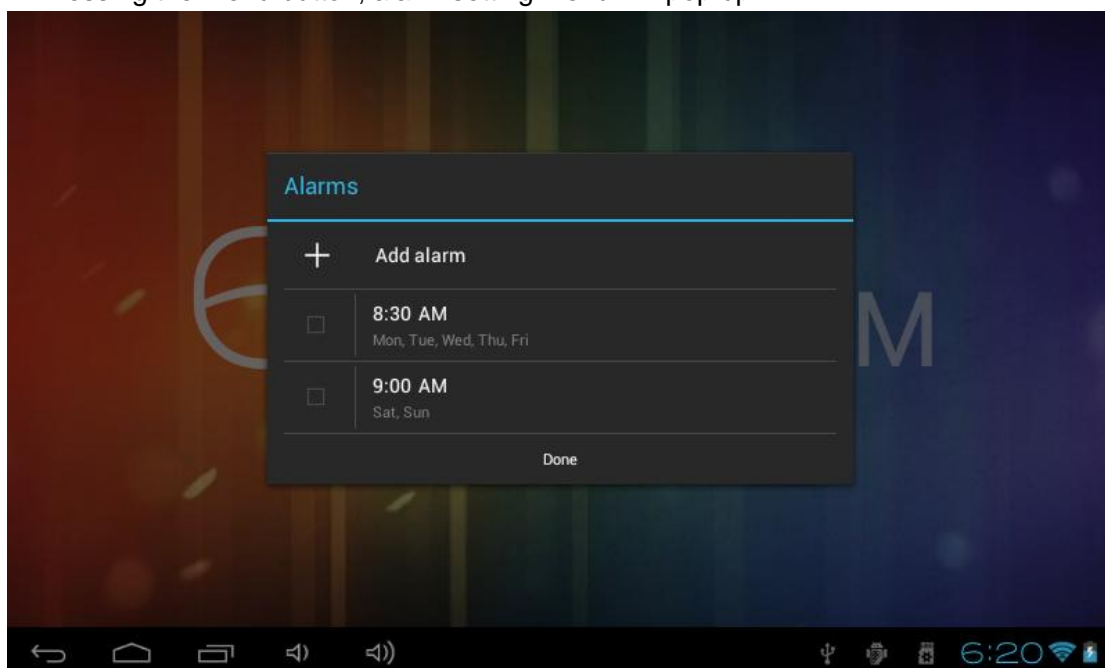 Alarms
Add alarm
8:30 AM
Mon, Tue, Wed, Thu, Fri
9:00 AM
Sat, Sun
Done
M
6:20